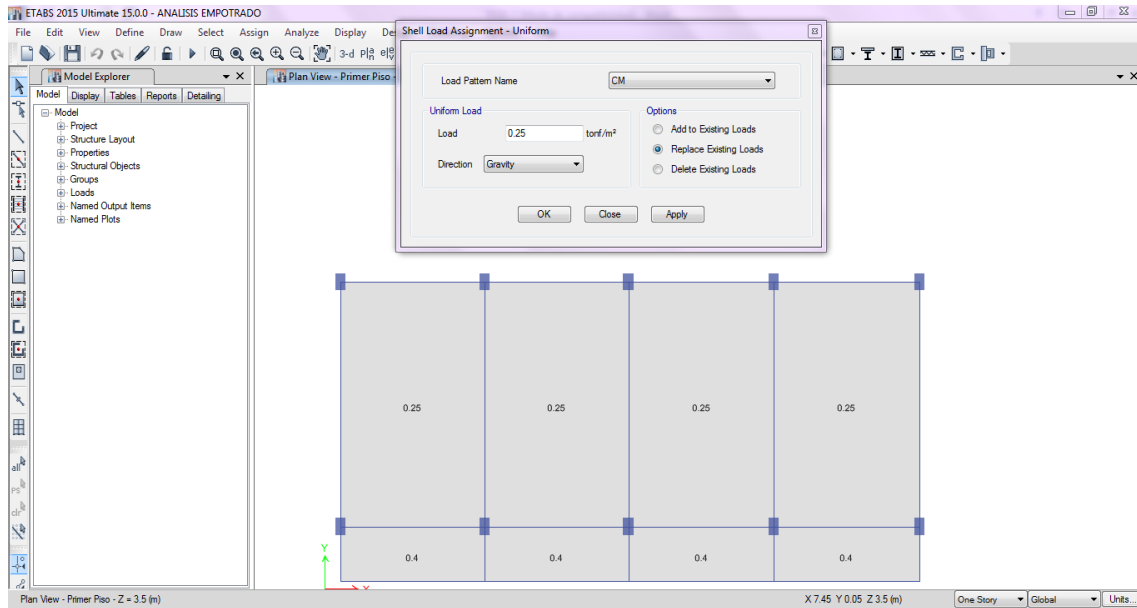 ETABS 2015 Ultimate 15.0.0 - ANALISIS EMPOTRADO
File Edit View Define Draw Select Assign Analyze Display De
Shell Load Assignment - Uniform
3-d
Model Explorer
Plan View - Primer Piso -
Model Display Tables Reports Detailing
Model
Project
Structure Layout
Properties
Structural Objects
Groups
Loads
Named Output Items
Named Plots
Load Pattern Name CM
Uniform Load
Load 0.25 tonf/m²
Direction Gravity
Options
Add to Existing Loads
Replace Existing Loads
Delete Existing Loads
OK Close Apply
0.25 0.25 0.25 0.25
0.4 0.4 0.4 0.4
Y
X
all
PS
clr
Plan View - Primer Piso - Z = 3.5 (m)
X 7.45 Y 0.05 Z 3.5 (m)
One Story Global Units...